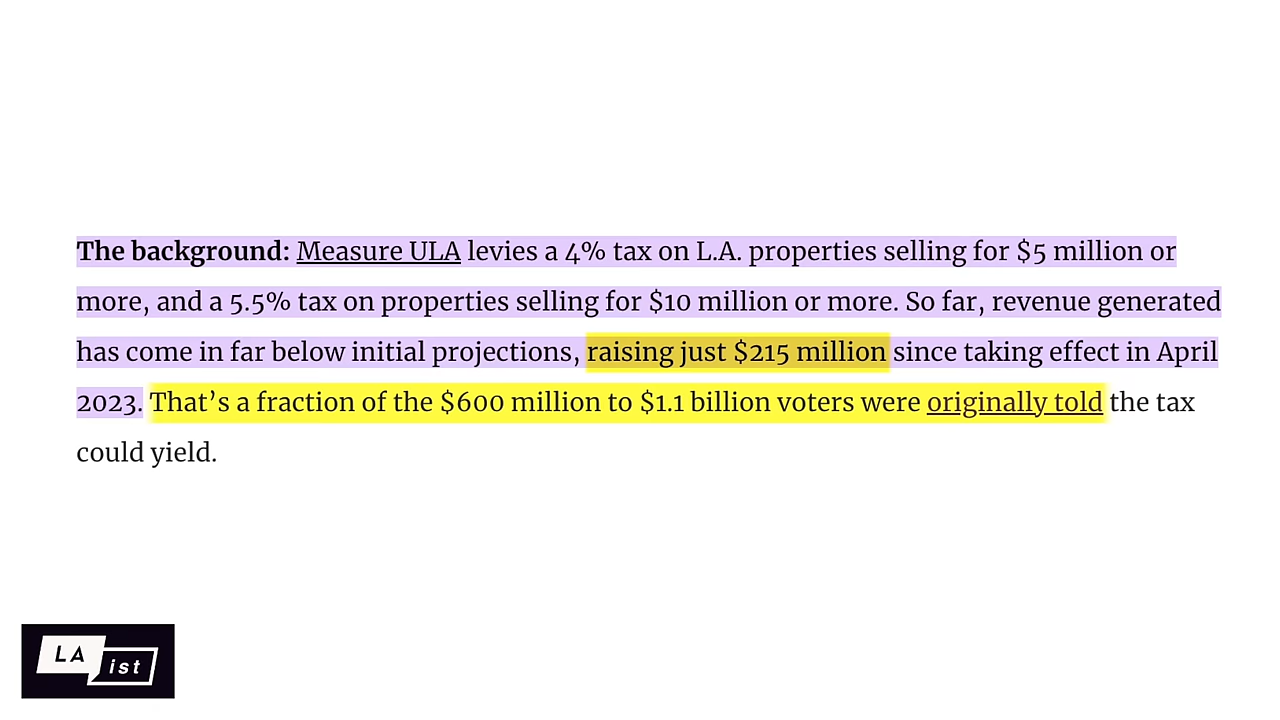 The background: Measure ULA levies a 4% tax on L.A. properties selling for $5 million or
more, and a 5.5% tax on properties selling for $10 million or more. So far, revenue generated
has come in far below initial projections, raising just $215 million since taking effect in April
2023. That’s a fraction of the $600 million to $1.1 billion voters were originally told the tax
could yield.
LA
ist